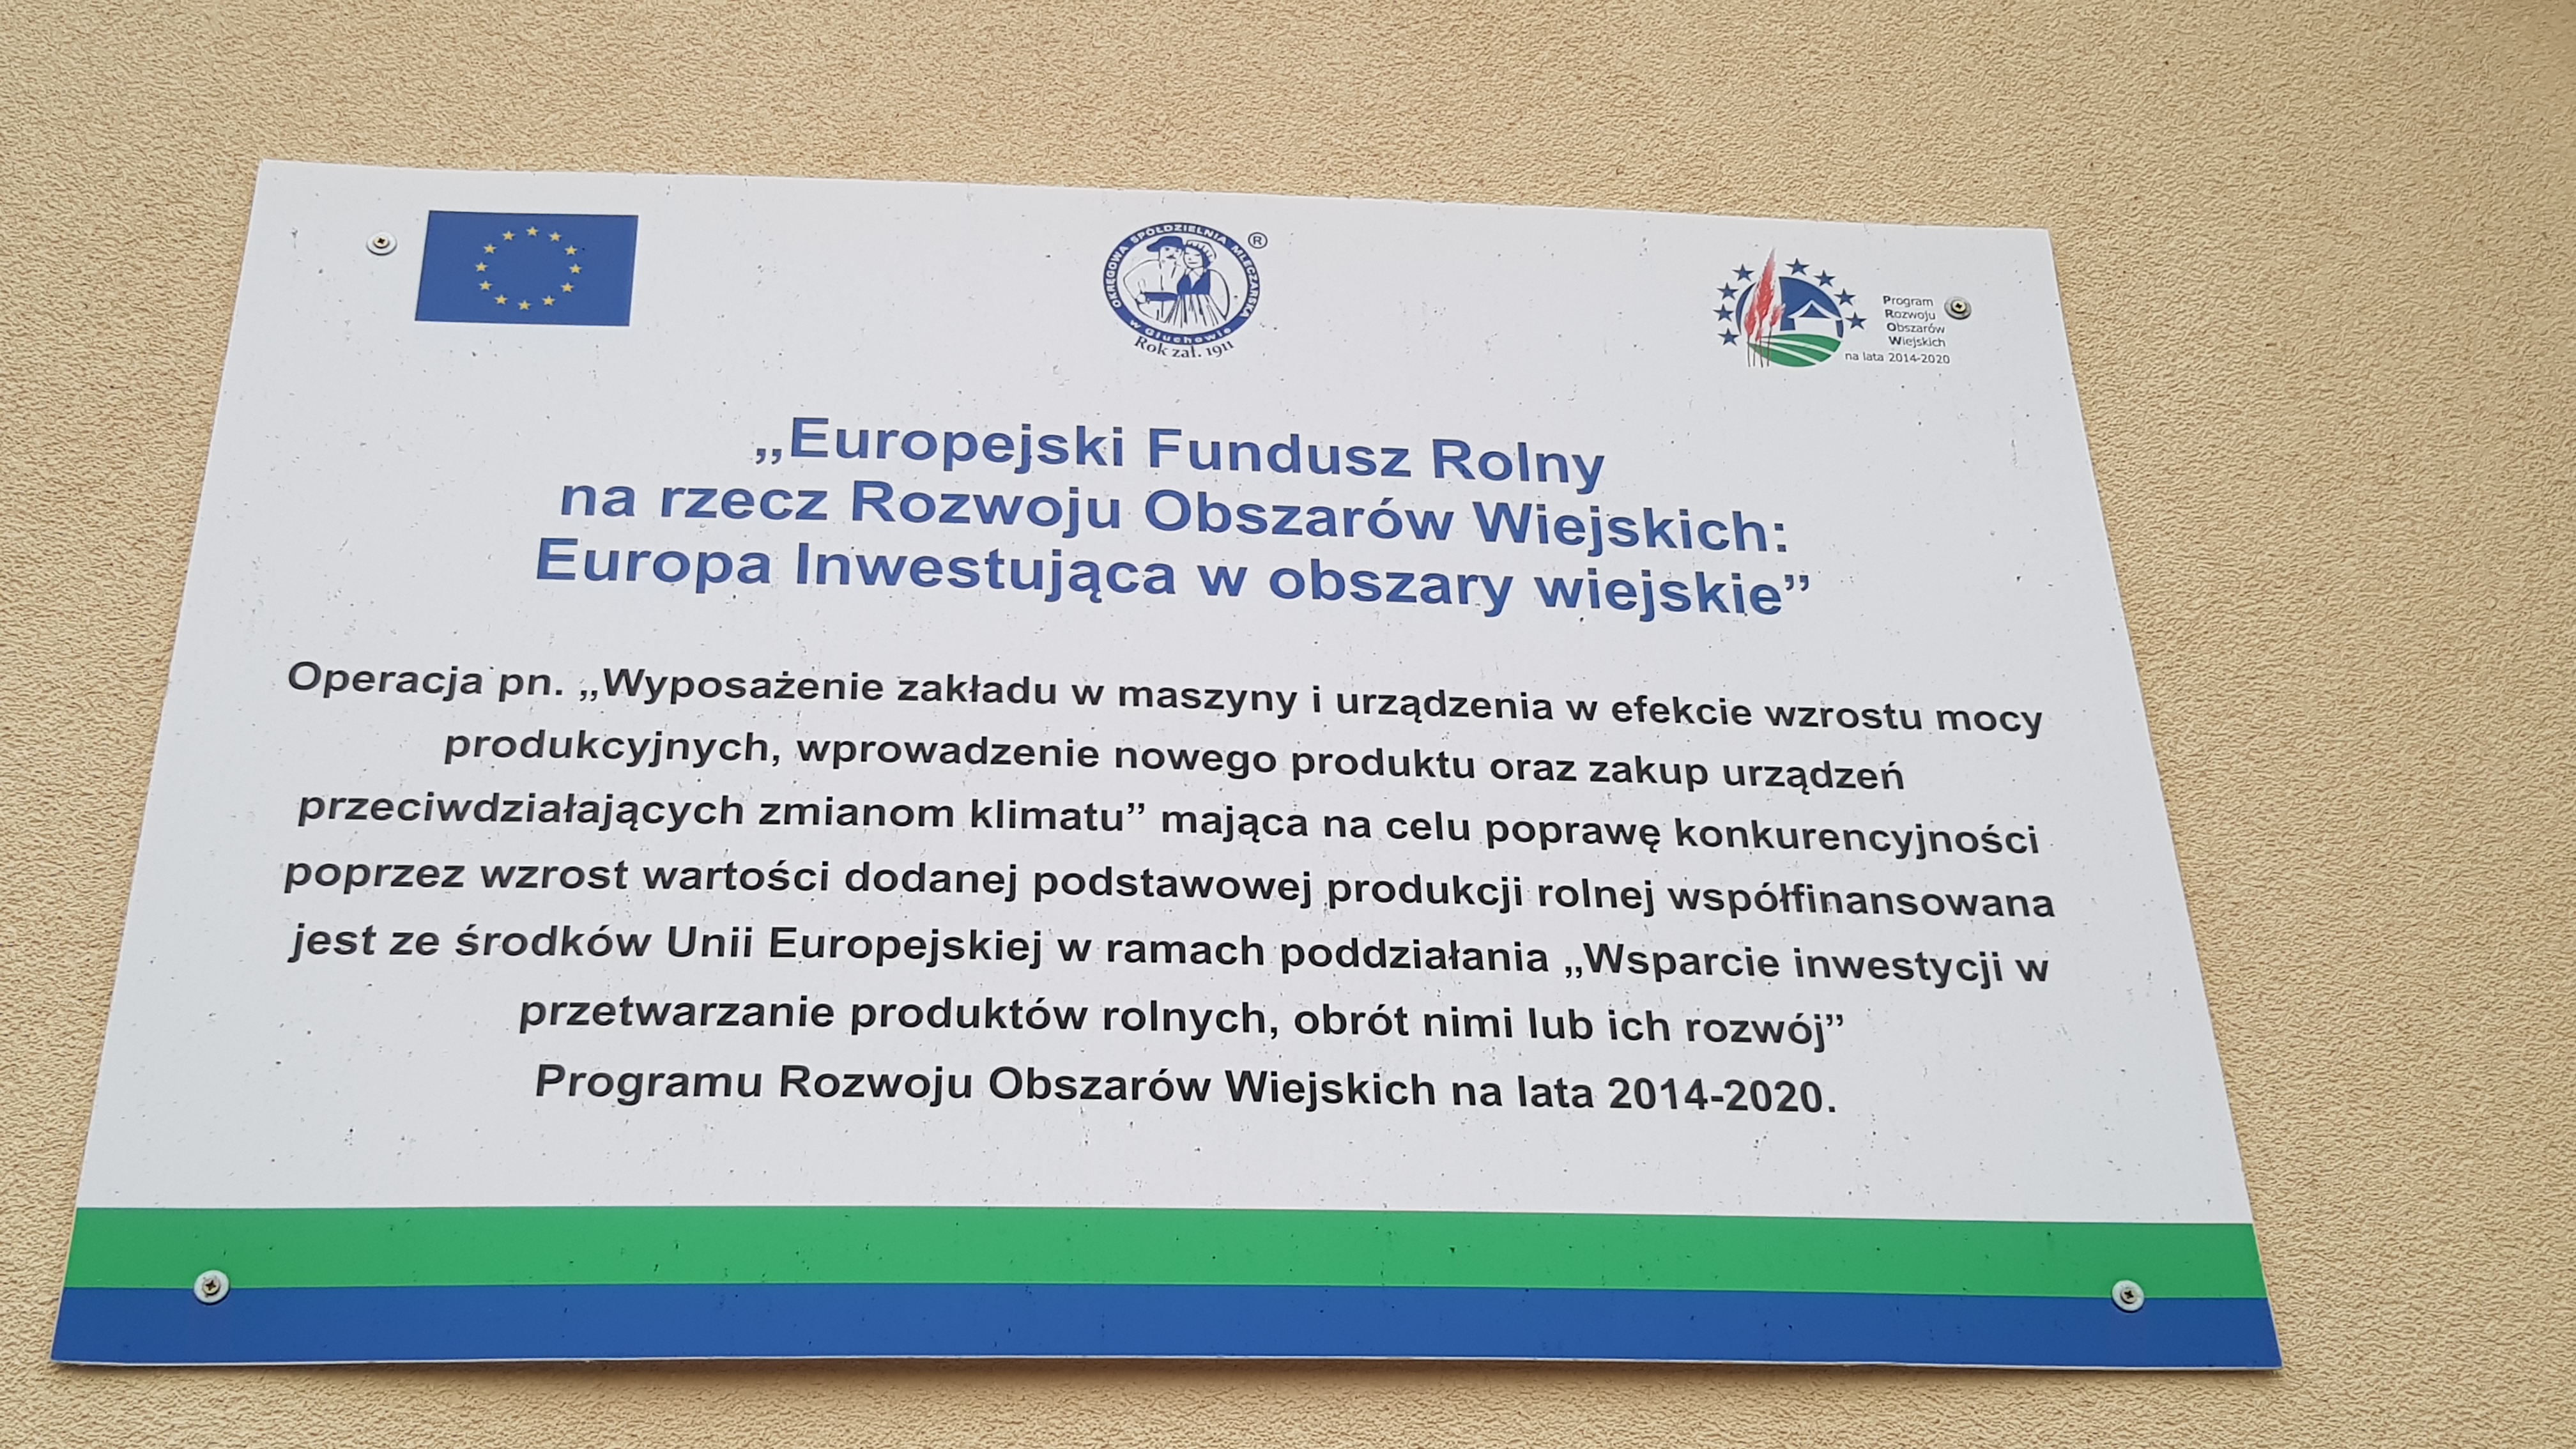 OKRĘGOWA SPÓŁDZIELNIA MLECZARSKA
w Głuchowie
®
Rok zał. 1911
Program
Rozwoju
Obszarów
Wiejskich
na lata 2014-2020
„Europejski Fundusz Rolny
na rzecz Rozwoju Obszarów Wiejskich:
Europa Inwestująca w obszary wiejskie”
Operacja pn. „Wyposażenie zakładu w maszyny i urządzenia w efekcie wzrostu mocy
produkcyjnych, wprowadzenie nowego produktu oraz zakup urządzeń
przeciwdziałających zmianom klimatu” mająca na celu poprawę konkurencyjności
poprzez wzrost wartości dodanej podstawowej produkcji rolnej współfinansowana
jest ze środków Unii Europejskiej w ramach poddziałania „Wsparcie inwestycji w
przetwarzanie produktów rolnych, obrót nimi lub ich rozwój”
Programu Rozwoju Obszarów Wiejskich na lata 2014-2020.